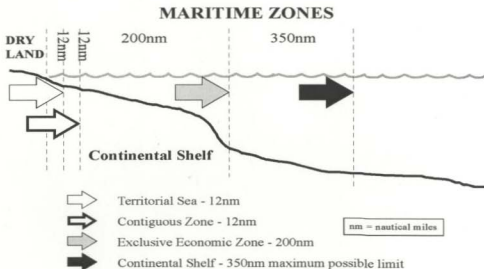 MARITIME ZONES
DRY
LAND
12nm
12nm
200nm
350nm
Continental Shelf
Territorial Sea - 12nm
Contiguous Zone - 12nm
Exclusive Economic Zone - 200nm
Continental Shelf - 350nm maximum possible limit
nm = nautical miles